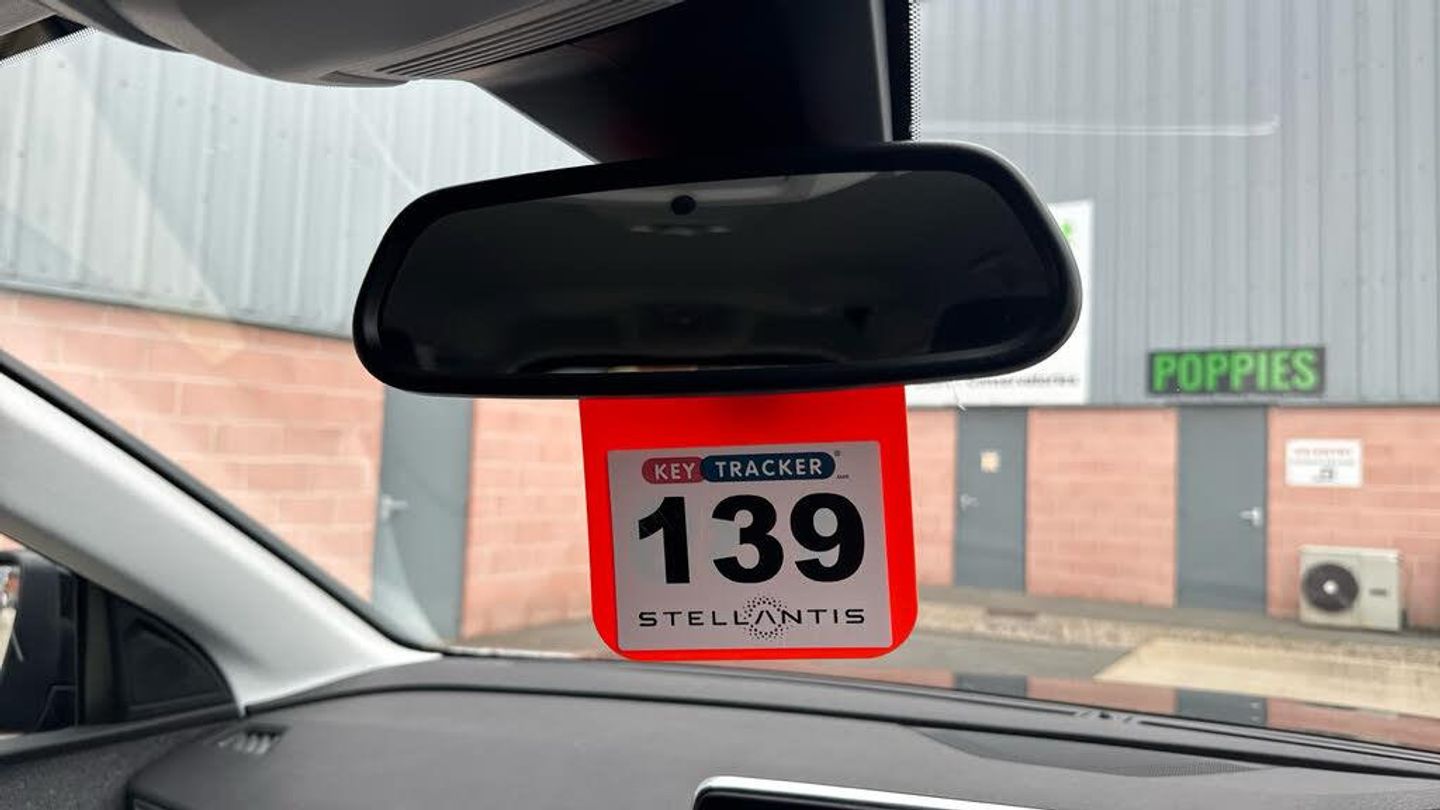 POPPIES
KEY TRACKER
139
STELLANTIS